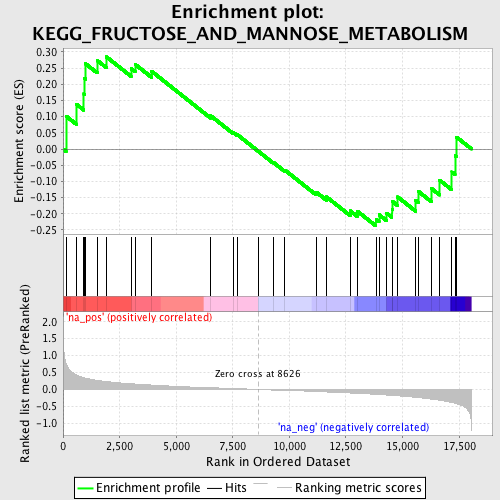 Enrichment plot:
KEGG_FRUCTOSE_AND_MANNOSE_METABOLISM
Enrichment score (ES)
0.30
0.25
0.20
0.15
0.10
0.05
0.00
-0.05
-0.10
-0.15
-0.20
-0.25
'na_pos' (positively correlated)
Ranked list metric (PreRanked)
2.0
1.5
1.0
0.5
0.0
-0.5
-1.0
Zero cross at 8626
'na_neg' (negatively correlated)
0
2,500
5,000
7,500
10,000
12,500
15,000
17,500
Rank in Ordered Dataset
Enrichment profile
Hits
Ranking metric scores